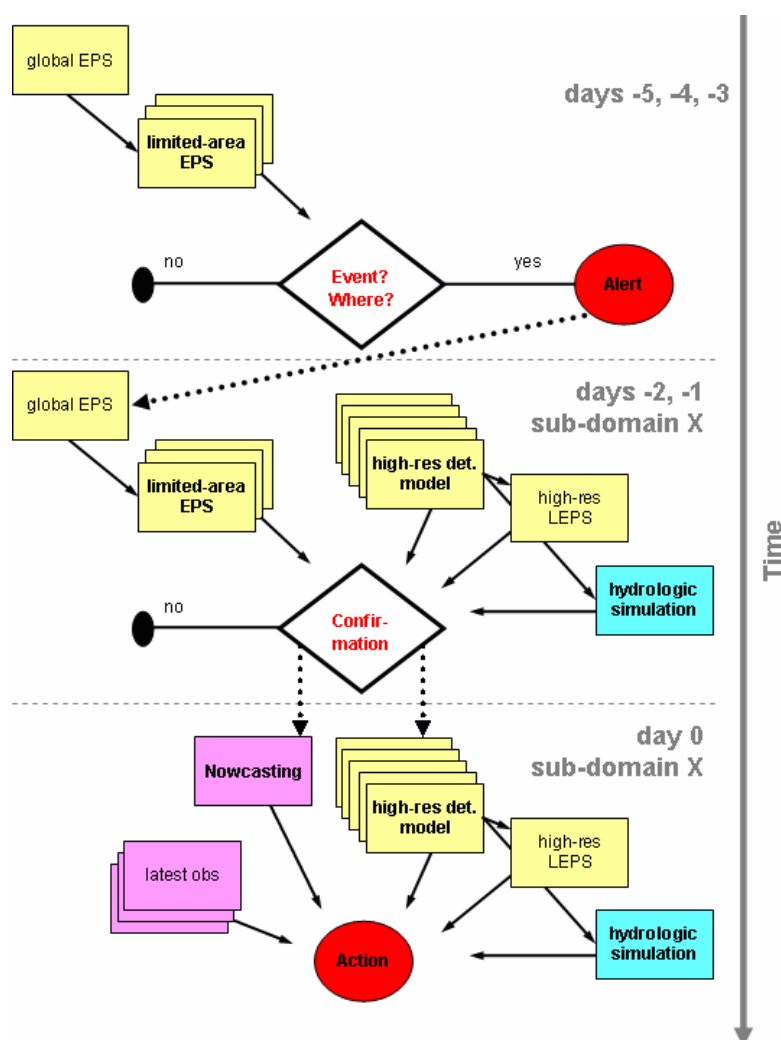 global EPS
days -5, -4, -3
limited-area
EPS
no
Event?
Where?
yes
Alert
global EPS
days -2, -1
sub-domain X
limited-area
EPS
high-res det.
model
high-res
LEPS
Time
no
Confir-
mation
hydrologic
simulation
day 0
sub-domain X
Nowcasting
high-res det.
model
high-res
LEPS
latest obs
hydrologic
simulation
Action